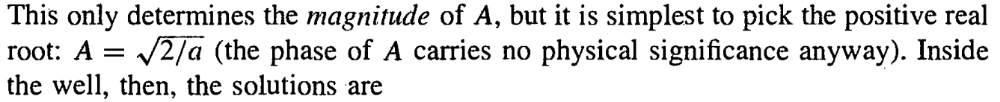 This only determines the magnitude of A, but it is simplest to pick the positive real
root: A = √2/a (the phase of A carries no physical significance anyway). Inside
the well, then, the solutions are